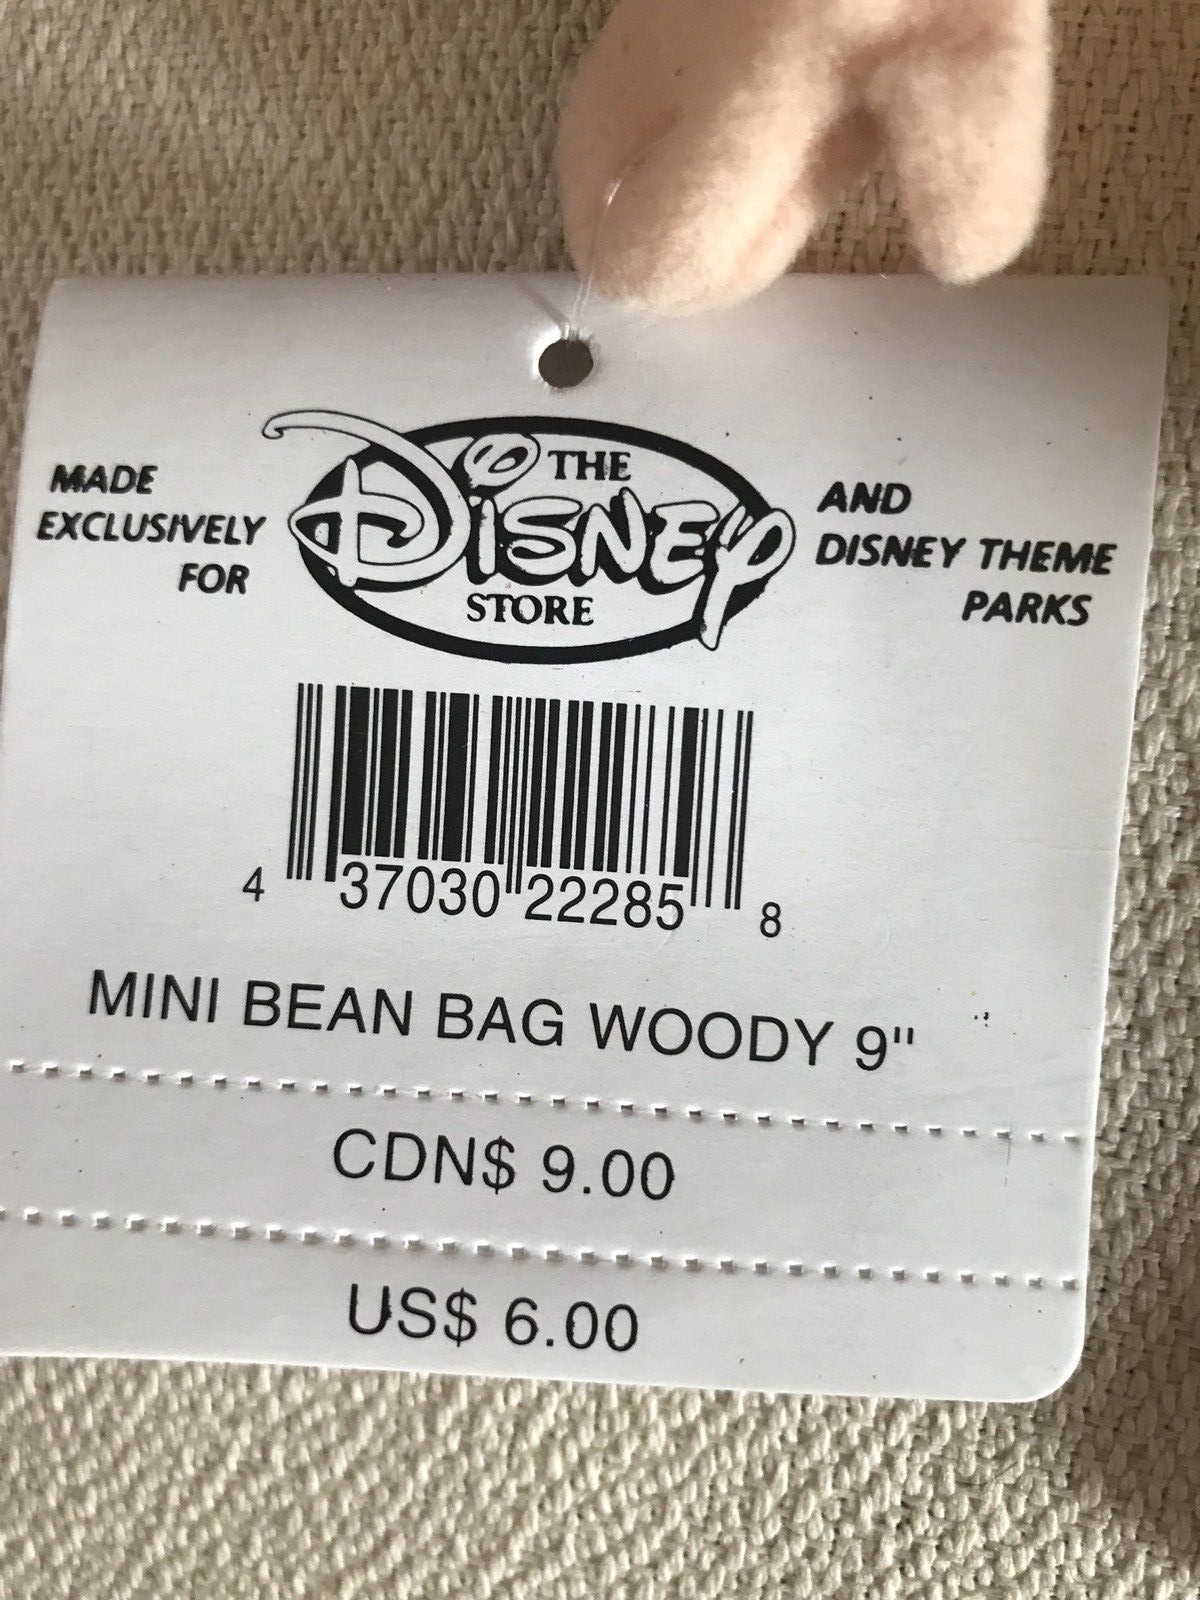 MADE
EXCLUSIVELY
FOR
THE
DISNEY
STORE
AND
DISNEY THEME
PARKS
4 37030 22285 8
MINI BEAN BAG WOODY 9"
CDN$ 9.00
US$ 6.00